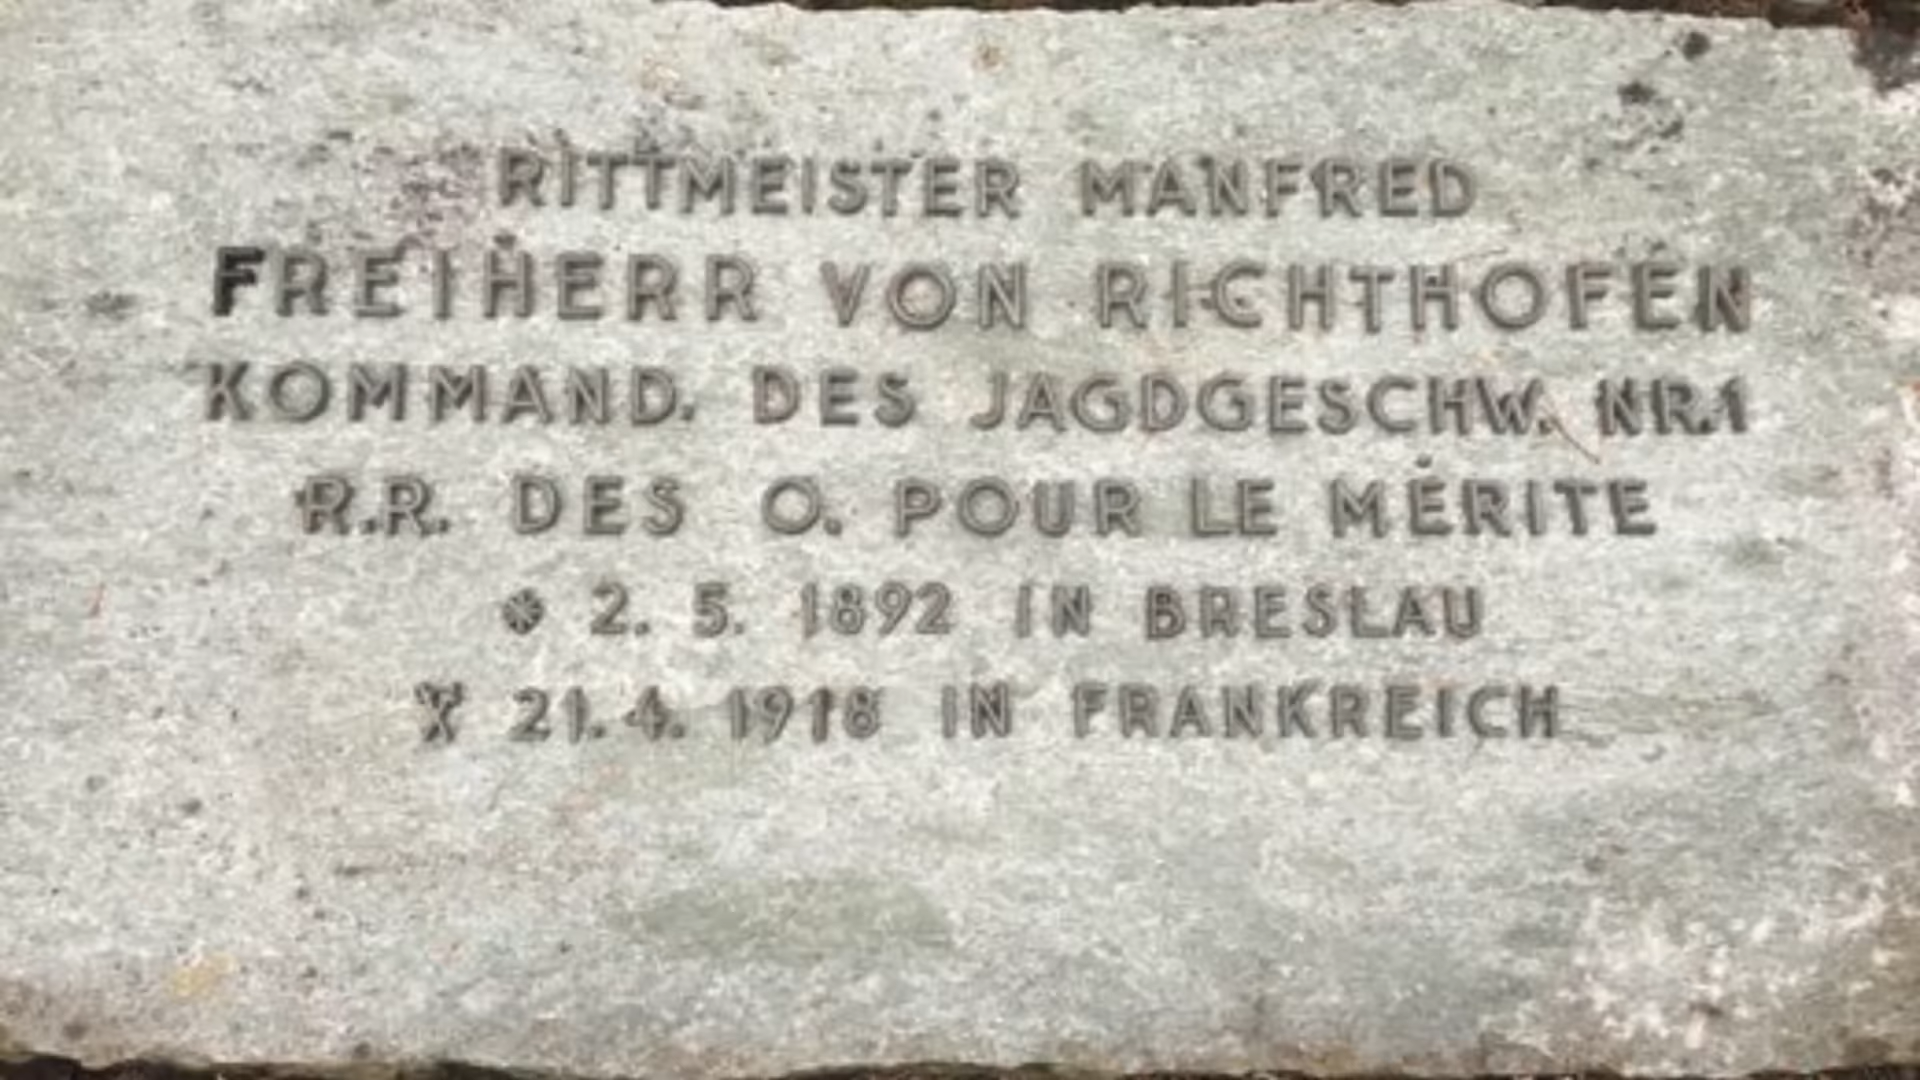 RITTMEISTER MANFRED
FREIHERR VON RICHTHOFEN
KOMMAND. DES JAGDGESCHW. NR.1
R.R. DES O. POUR LE MÉRITE
* 2. 5. 1892 IN BRESLAU
⚔ 21. 4. 1918 IN FRANKREICH